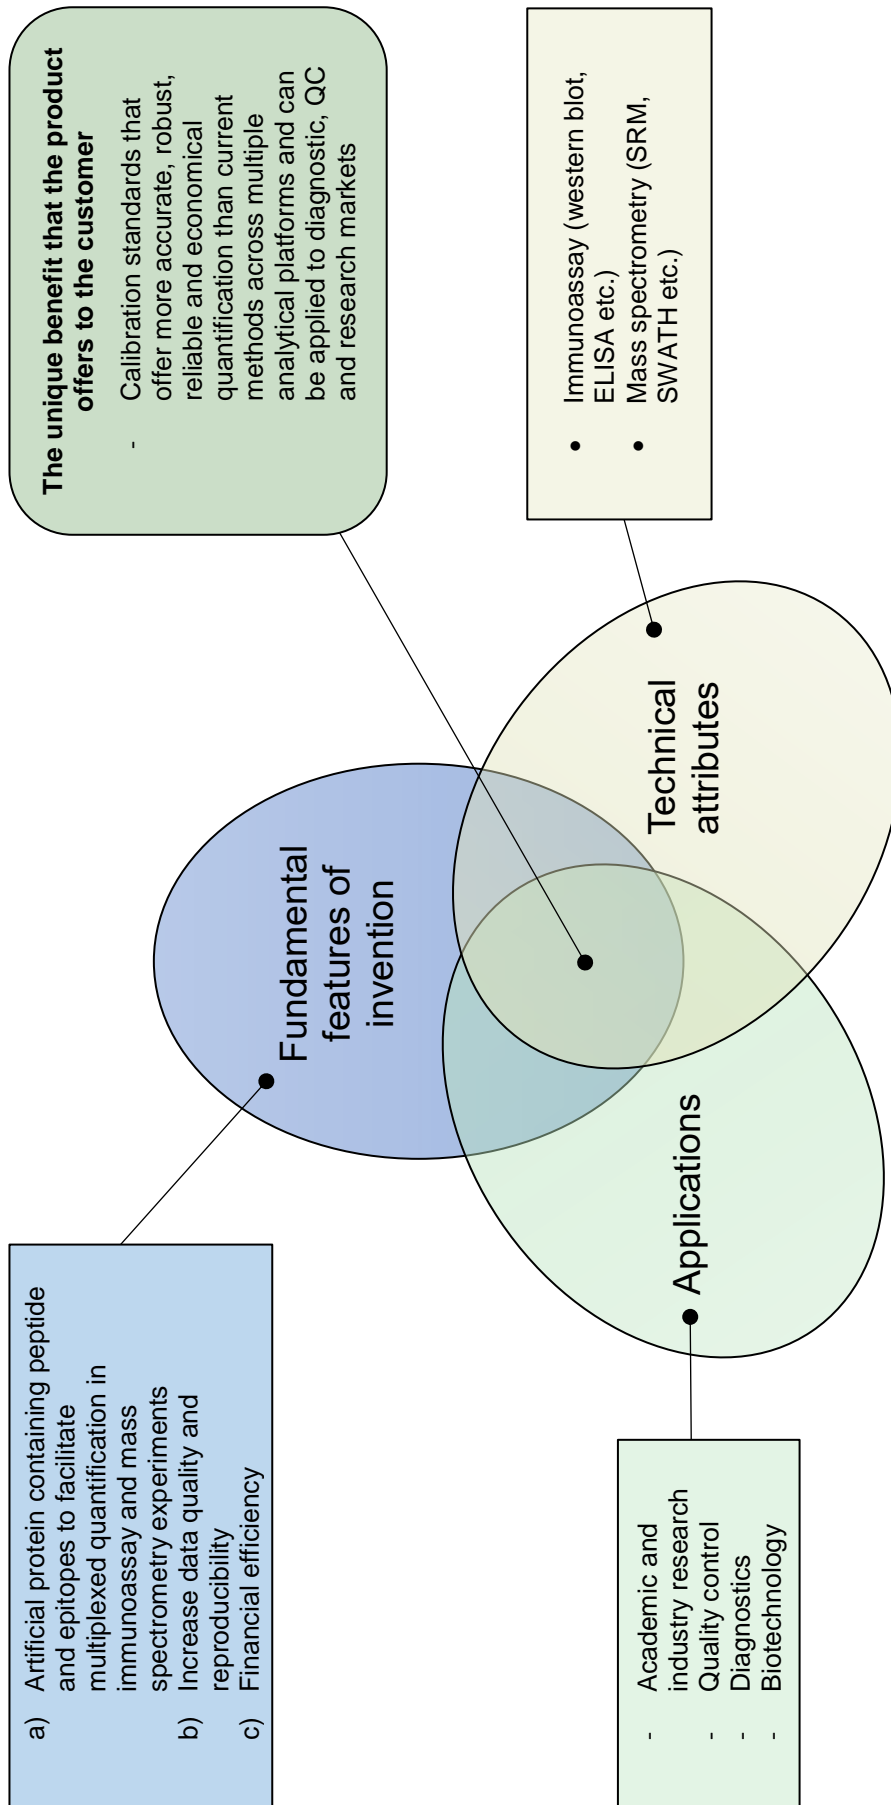 a) Artificial protein containing peptide
and epitopes to facilitate
multiplexed quantification in
immunoassay and mass
spectrometry experiments
b) Increase data quality and
reproducibility
c) Financial efficiency
The unique benefit that the product
offers to the customer
- Calibration standards that
offer more accurate, robust,
reliable and economical
quantification than current
methods across multiple
analytical platforms and can
be applied to diagnostic, QC
and research markets
Fundamental
features of
invention
Applications
Technical
attributes
- Academic and
industry research
- Quality control
- Diagnostics
- Biotechnology
• Immunoassay (western blot,
ELISA etc.)
• Mass spectrometry (SRM,
SWATH etc.)